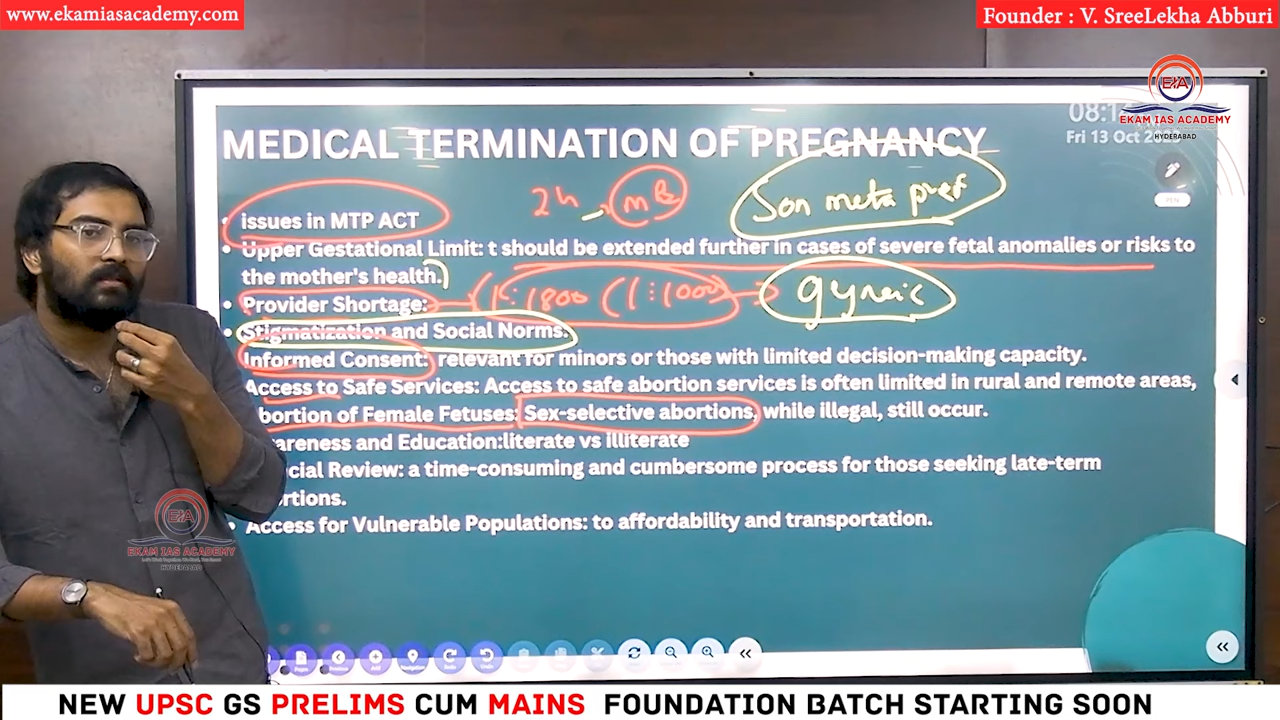 www.ekamiasacademy.com
Founder : V. SreeLekha Abburi
EIA
EKAM IAS ACADEMY
HYDERABAD
Fri 13 Oct
PEN
MEDICAL TERMINATION OF PREGNANCY
24 → MB
Son meta pref
• issues in MTP ACT
• Upper Gestational Limit: t should be extended further in cases of severe fetal anomalies or risks to
the mother's health.
• Provider Shortage:
1:1800 (1:1000)
gynaic
• Stigmatization and Social Norms.
Informed Consent: relevant for minors or those with limited decision-making capacity.
Access to Safe Services: Access to safe abortion services is often limited in rural and remote areas,
bortion of Female Fetuses: Sex-selective abortions, while illegal, still occur.
areness and Education:literate vs illiterate
cial Review: a time-consuming and cumbersome process for those seeking late-term
ortions.
• Access for Vulnerable Populations: to affordability and transportation.
EIA
EKAM IAS ACADEMY
HYDERABAD
NEW UPSC GS PRELIMS CUM MAINS FOUNDATION BATCH STARTING SOON